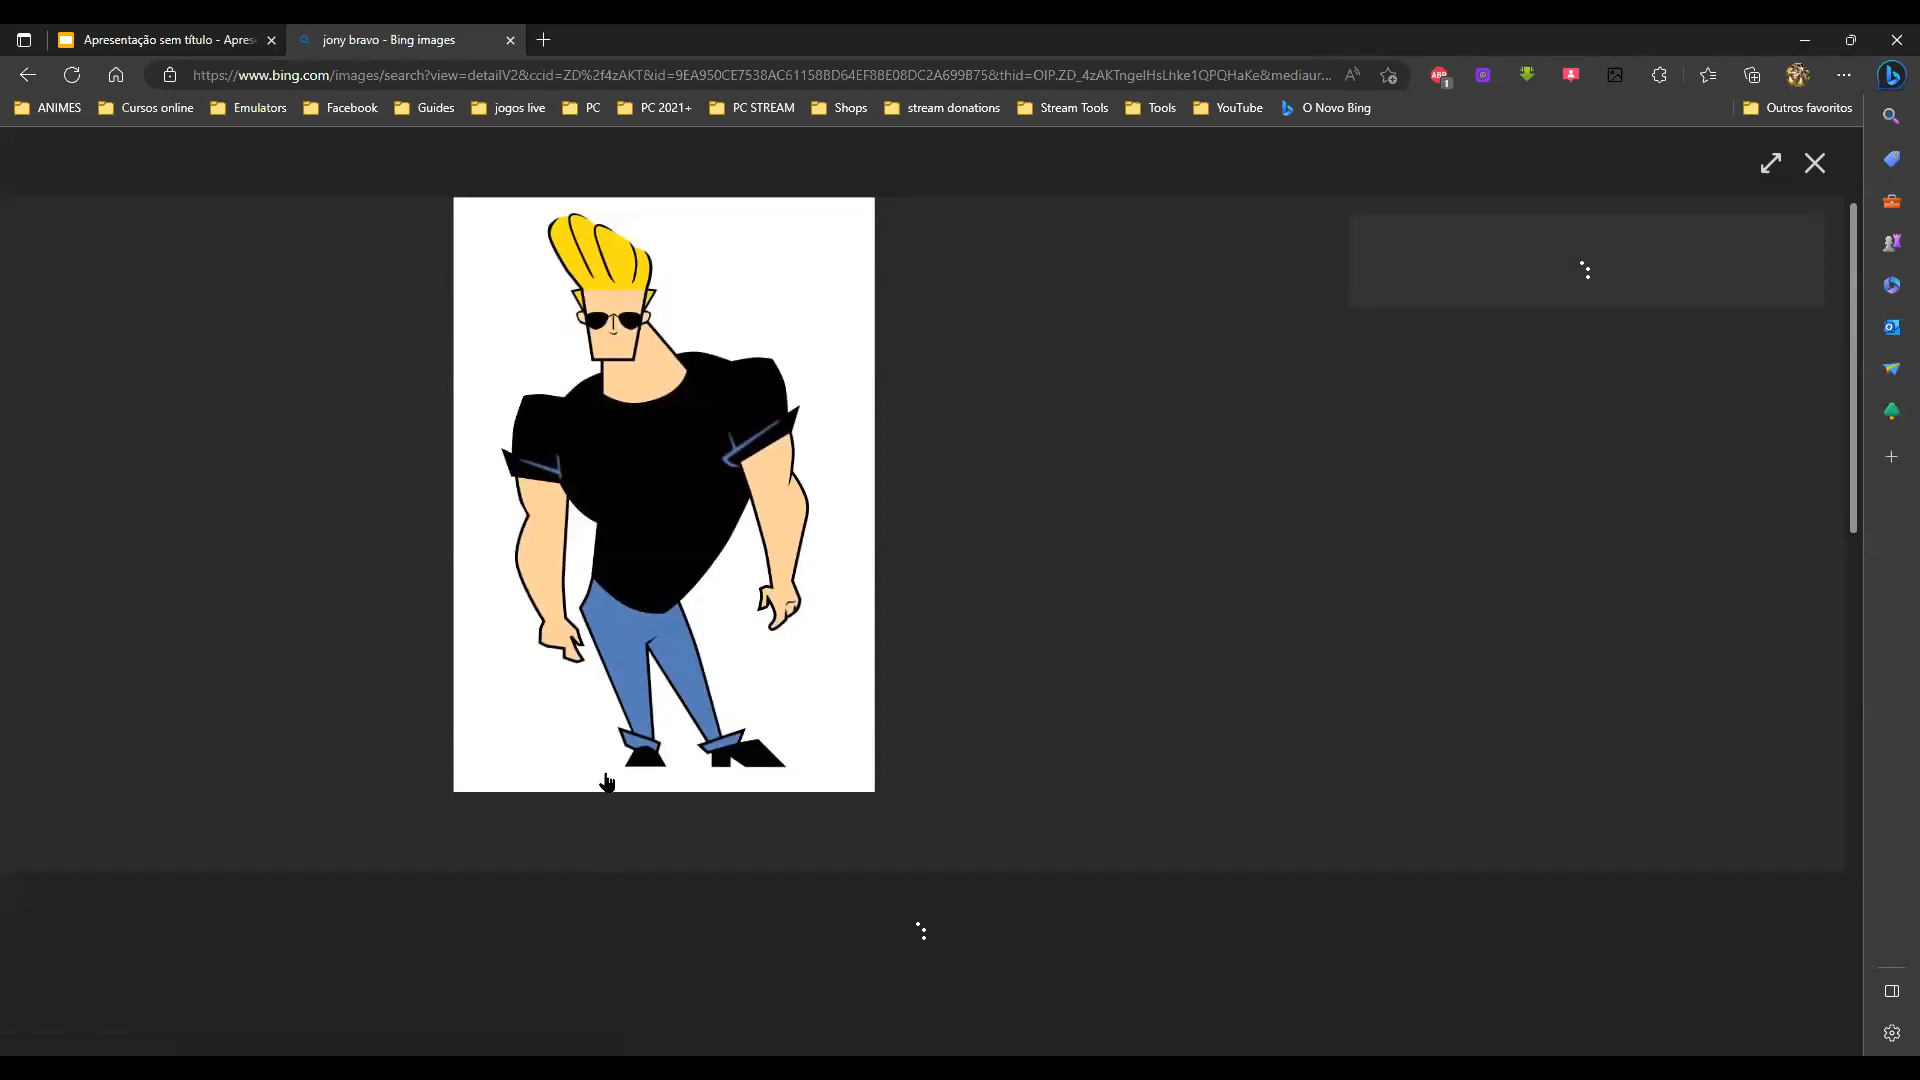 Apresentação sem título - Apres
jony bravo - Bing images
https://www.bing.com/images/search?view=detailV2&ccid=ZD%2f4zAKT&id=9EA950CE7538AC61158BD64EF8BE08DC2A699B75&thid=OIP.ZD_4zAKTngelHsLhke1QPQHaKe&mediaur...
ABP
1
ANIMES
Cursos online
Emulators
Facebook
Guides
jogos live
PC
PC 2021+
PC STREAM
Shops
stream donations
Stream Tools
Tools
YouTube
O Novo Bing
Outros favoritos